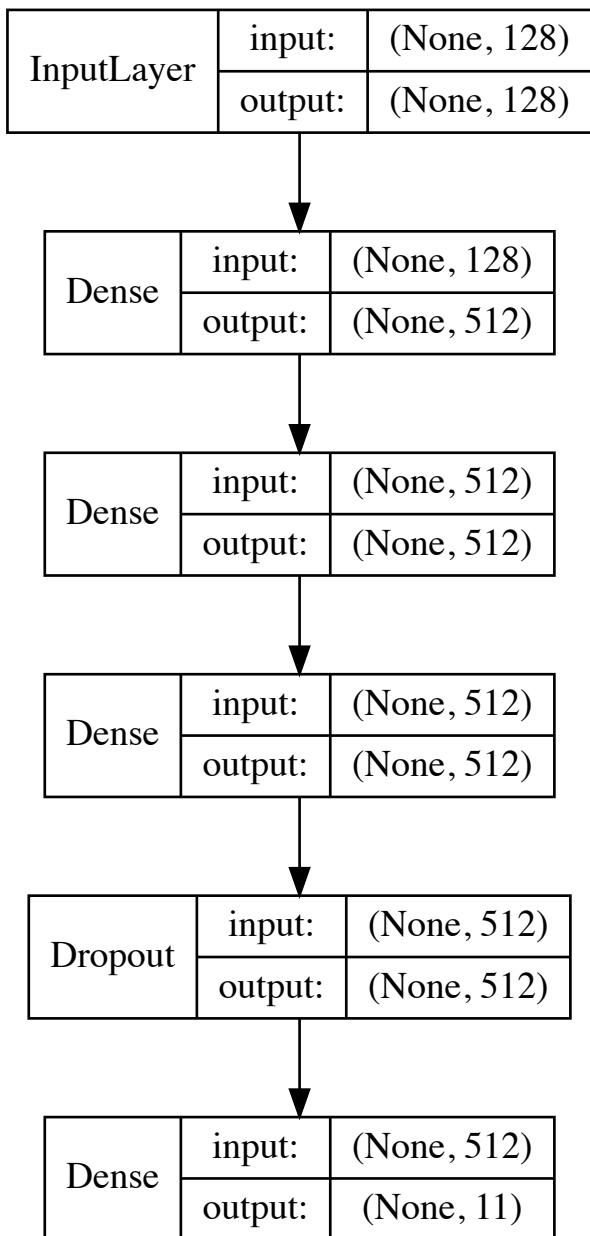 InputLayer
input: (None, 128)
output: (None, 128)
Dense
input: (None, 128)
output: (None, 512)
Dense
input: (None, 512)
output: (None, 512)
Dense
input: (None, 512)
output: (None, 512)
Dropout
input: (None, 512)
output: (None, 512)
Dense
input: (None, 512)
output: (None, 11)